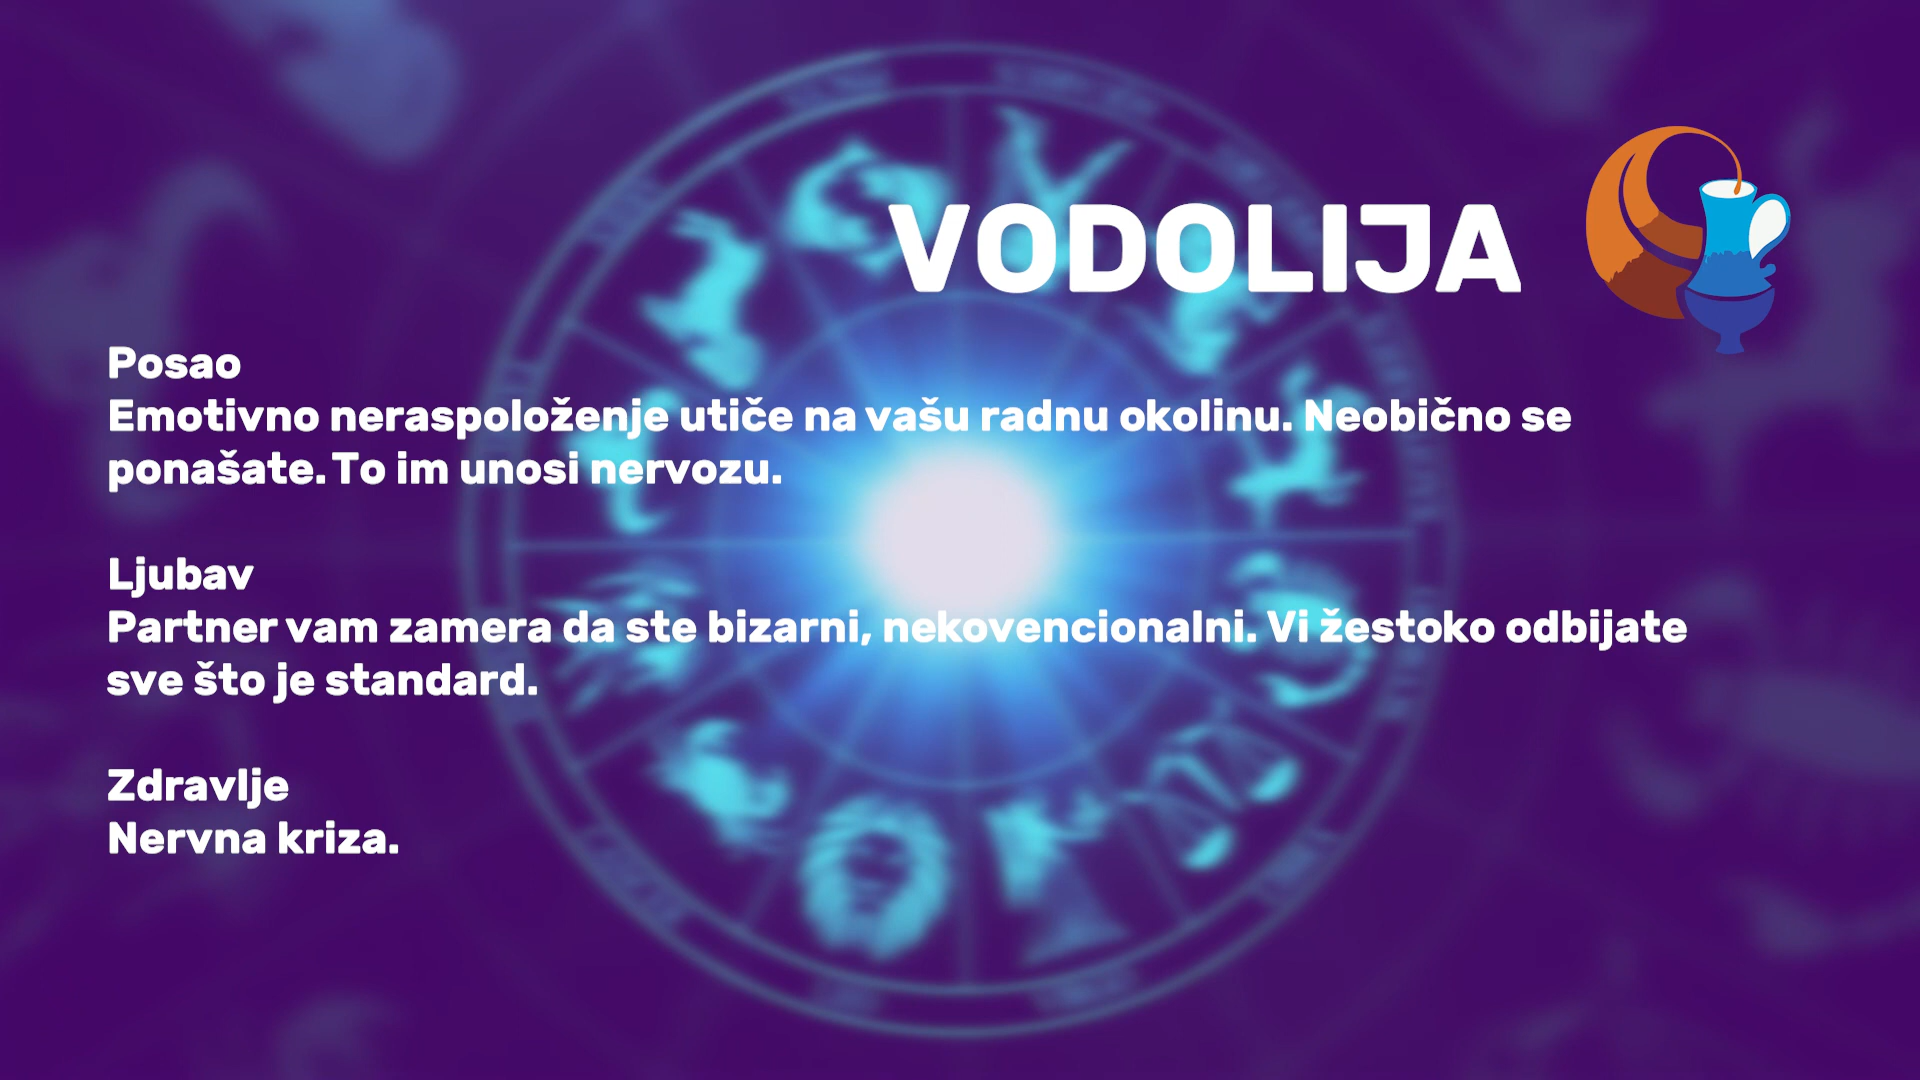 VODOLIJA
Posao
Emotivno neraspoloženje utiče na vašu radnu okolinu. Neobično se
ponašate. To im unosi nervozu.
Ljubav
Partner vam zamera da ste bizarni, nekovencionalni. Vi žestoko odbijate
sve što je standard.
Zdravlje
Nervna kriza.